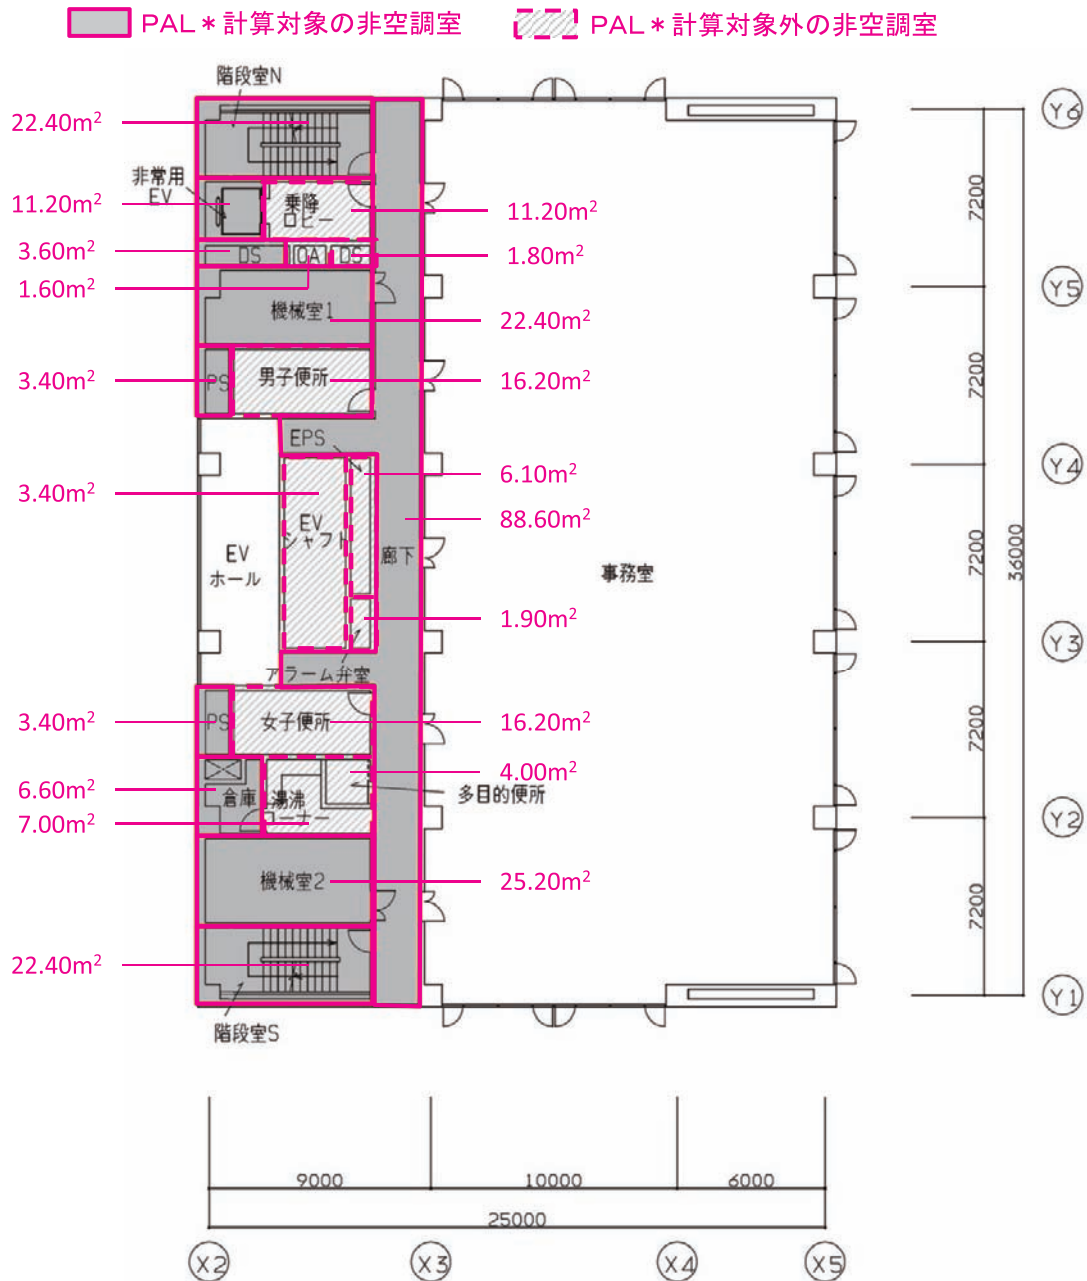 PAL＊計算対象の非空調室
PAL＊計算対象外の非空調室
階段室N
22.40m²
Y6
非常用
EV
乗降
ロビー
11.20m²
11.20m²
7200
3.60m²
DS
OA
DS
1.80m²
1.60m²
Y5
機械室1
22.40m²
3.40m²
PS
男子便所
16.20m²
7200
EPS
Y4
3.40m²
6.10m²
EV
シャフト
88.60m²
EV
ホール
廊下
事務室
7200
36000
1.90m²
Y3
アラーム弁室
3.40m²
PS
女子便所
16.20m²
7200
4.00m²
多目的便所
6.60m²
倉庫
湯沸
コーナー
7.00m²
Y2
機械室2
25.20m²
7200
22.40m²
Y1
階段室S
9000
10000
6000
25000
X2
X3
X4
X5